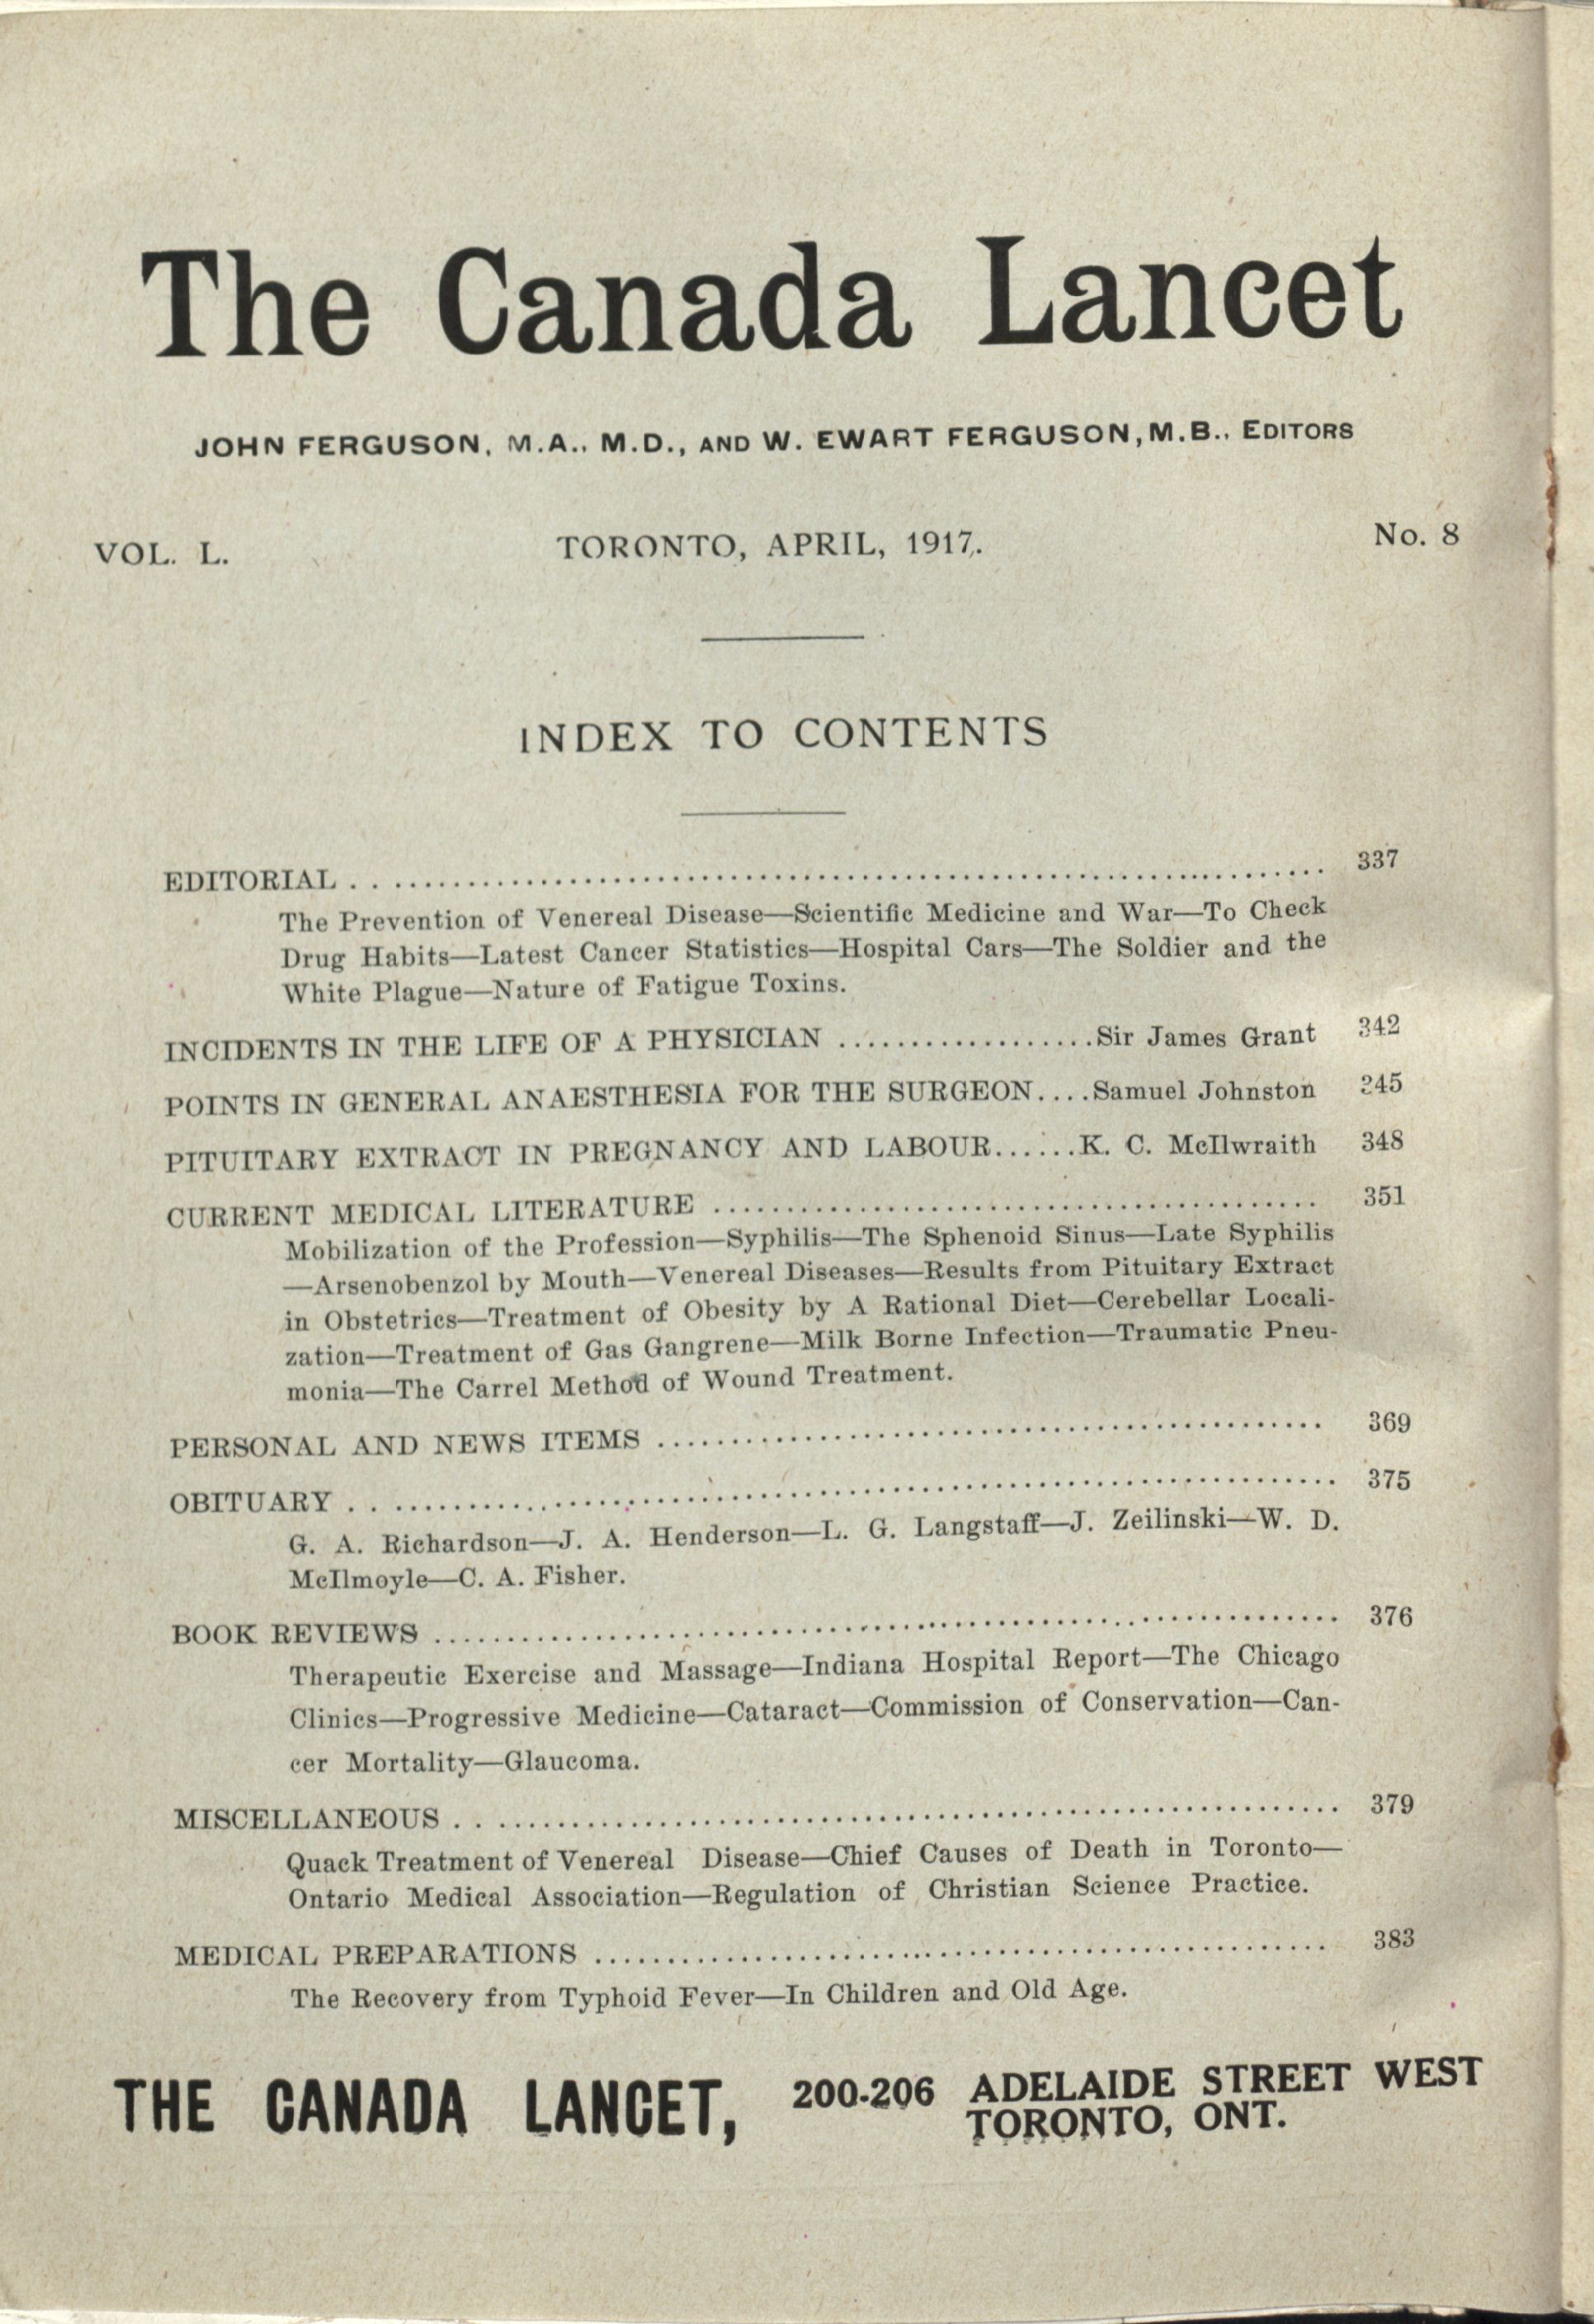 The Canada Lancet
JOHN FERGUSON, M.A., M.D., AND W. EWART FERGUSON, M.B., EDITORS
VOL. L. TORONTO, APRIL, 1917. No. 8
INDEX TO CONTENTS
EDITORIAL . . .......................................................... 337
The Prevention of Venereal Disease—Scientific Medicine and War—To Check
Drug Habits—Latest Cancer Statistics—Hospital Cars—The Soldier and the
White Plague—Nature of Fatigue Toxins.
INCIDENTS IN THE LIFE OF A PHYSICIAN ..................Sir James Grant 342
POINTS IN GENERAL ANAESTHESIA FOR THE SURGEON....Samuel Johnston 245
PITUITARY EXTRACT IN PREGNANCY AND LABOUR......K. C. McIlwraith 348
CURRENT MEDICAL LITERATURE .......................................... 351
Mobilization of the Profession—Syphilis—The Sphenoid Sinus—Late Syphilis
—Arsenobenzol by Mouth—Venereal Diseases—Results from Pituitary Extract
in Obstetrics—Treatment of Obesity by A Rational Diet—Cerebellar Locali-
zation—Treatment of Gas Gangrene—Milk Borne Infection—Traumatic Pneu-
monia—The Carrel Method of Wound Treatment.
PERSONAL AND NEWS ITEMS .............................................. 369
OBITUARY . . .......................................................... 375
G. A. Richardson—J. A. Henderson—L. G. Langstaff—J. Zeilinski—W. D.
McIlmoyle—C. A. Fisher.
BOOK REVIEWS .............................................................. 376
Therapeutic Exercise and Massage—Indiana Hospital Report—The Chicago
Clinics—Progressive Medicine—Cataract—Commission of Conservation—Can-
cer Mortality—Glaucoma.
MISCELLANEOUS . . .......................................................... 379
Quack Treatment of Venereal Disease—Chief Causes of Death in Toronto—
Ontario Medical Association—Regulation of Christian Science Practice.
MEDICAL PREPARATIONS .................................................. 383
The Recovery from Typhoid Fever—In Children and Old Age.
THE CANADA LANCET, 200-206 ADELAIDE STREET WEST
TORONTO, ONT.